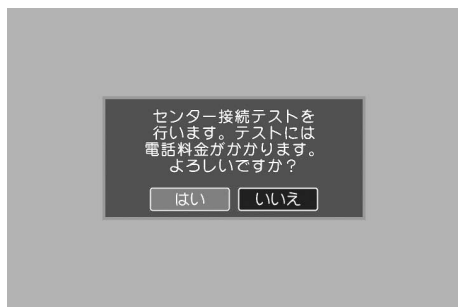 センター接続テストを
行います。テストには
電話料金がかかります。
よろしいですか？
はい いいえ